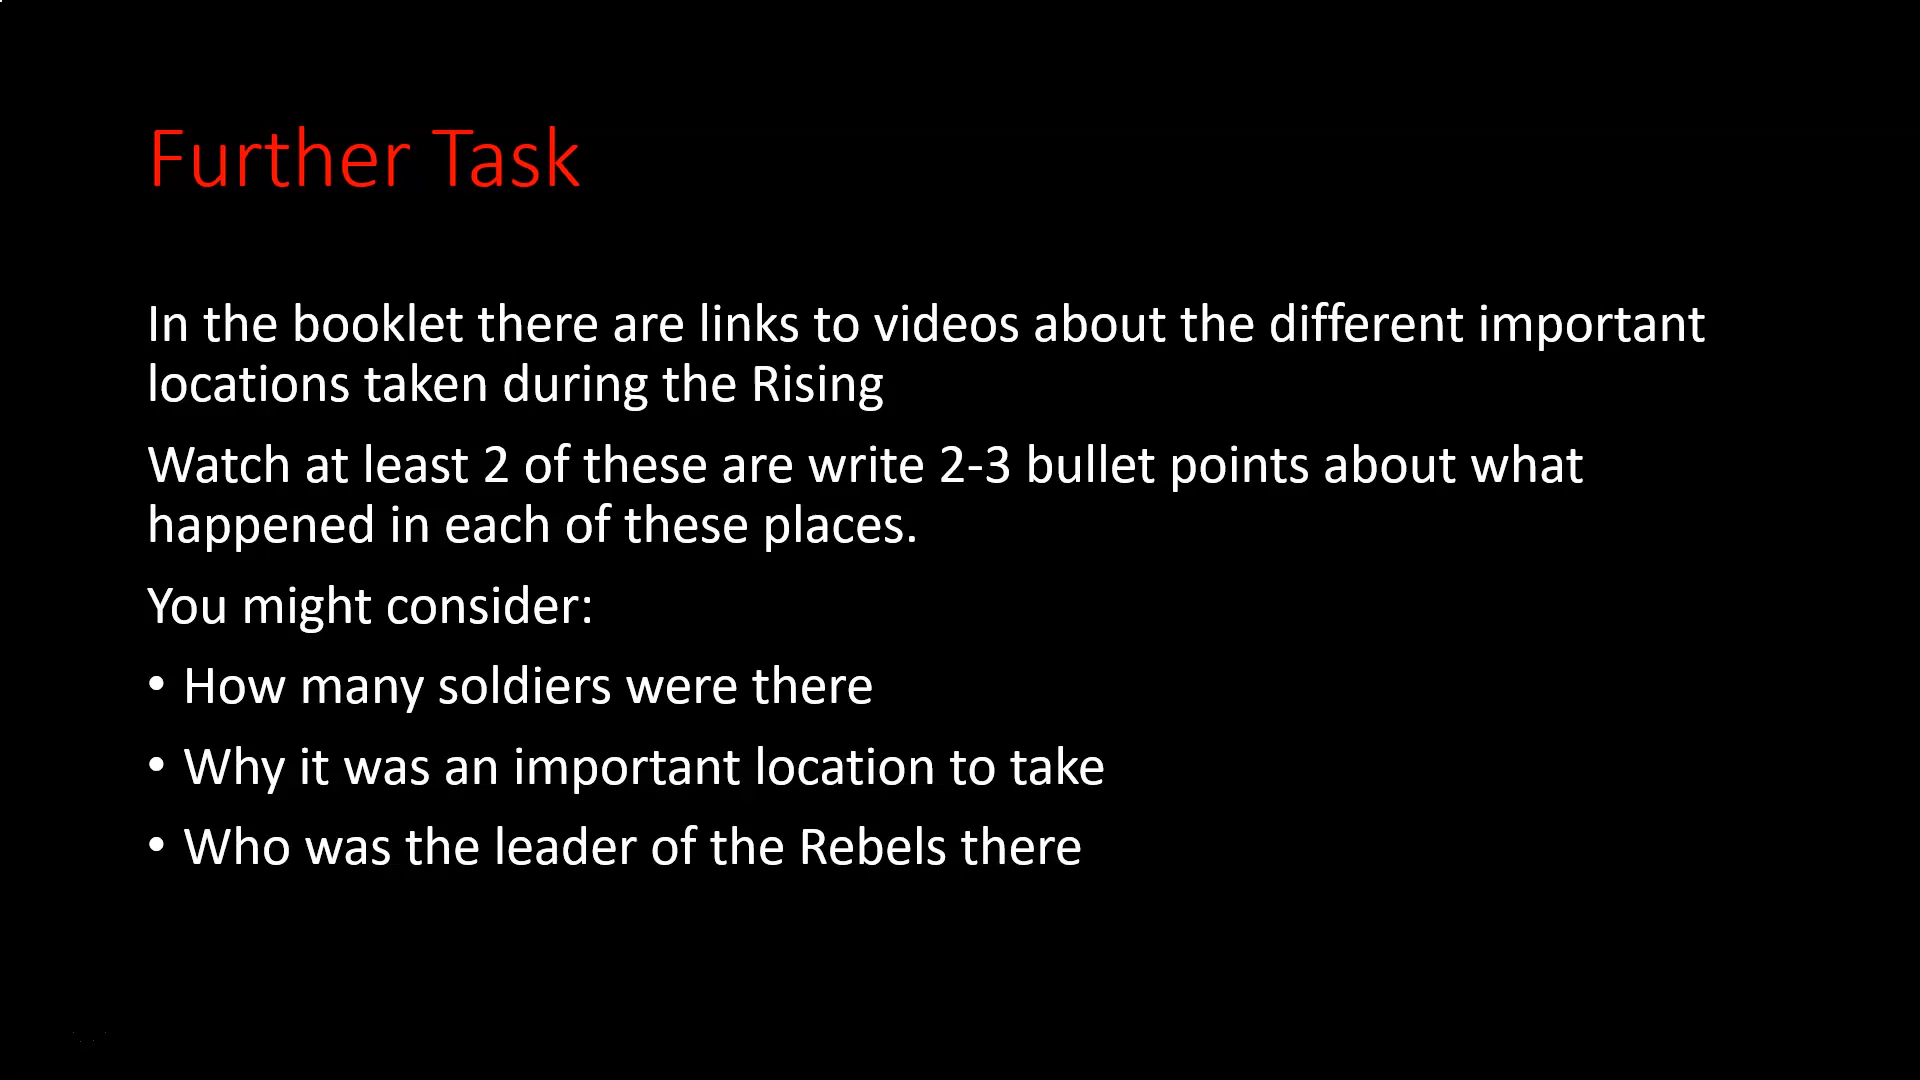 Further Task
In the booklet there are links to videos about the different important
locations taken during the Rising
Watch at least 2 of these are write 2-3 bullet points about what
happened in each of these places.
You might consider:
• How many soldiers were there
• Why it was an important location to take
• Who was the leader of the Rebels there